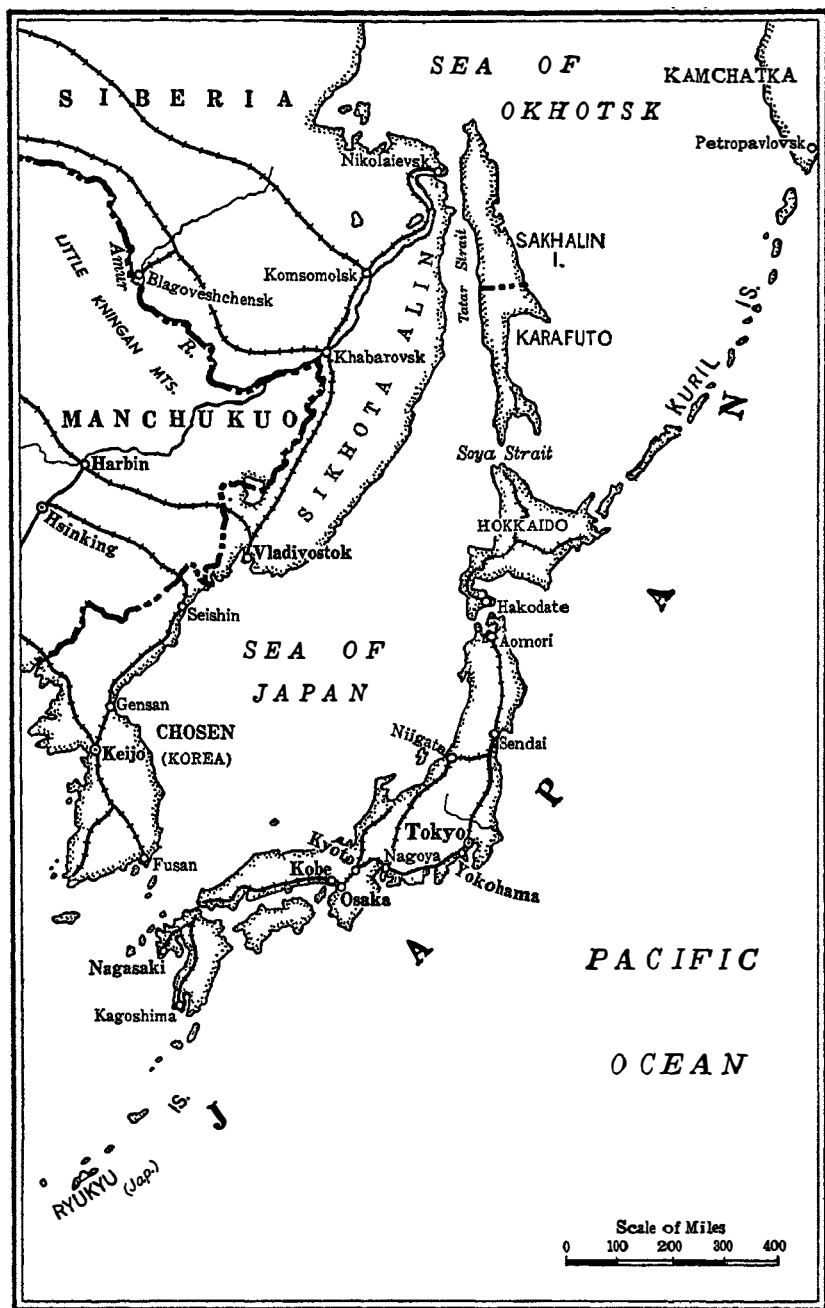 SEA OF
OKHOTSK
KAMCHATKA
Petropavlovsk
SIBERIA
Nikolaievsk
SAKHALIN
I.
Tatar Strait
KARAFUTO
Amur
R.
LITTLE KNINGAN MTS.
Blagoveshchensk
Komsomolsk
Khabarovsk
SIKHOTA ALIN
KURIL IS.
MANCHUKUO
Harbin
Hsinking
Vladivostok
Soya Strait
HOKKAIDO
Hakodate
Aomori
Seishin
SEA OF
JAPAN
Gensan
CHOSEN
(KOREA)
Keijo
Fusan
Niigata
Sendai
Tokyo
Yokohama
Nagoya
Kyoto
Kobe
Osaka
Nagasaki
Kagoshima
JAPAN
PACIFIC
OCEAN
RYUKYU IS.
(Jap.)
Scale of Miles
0 100 200 300 400